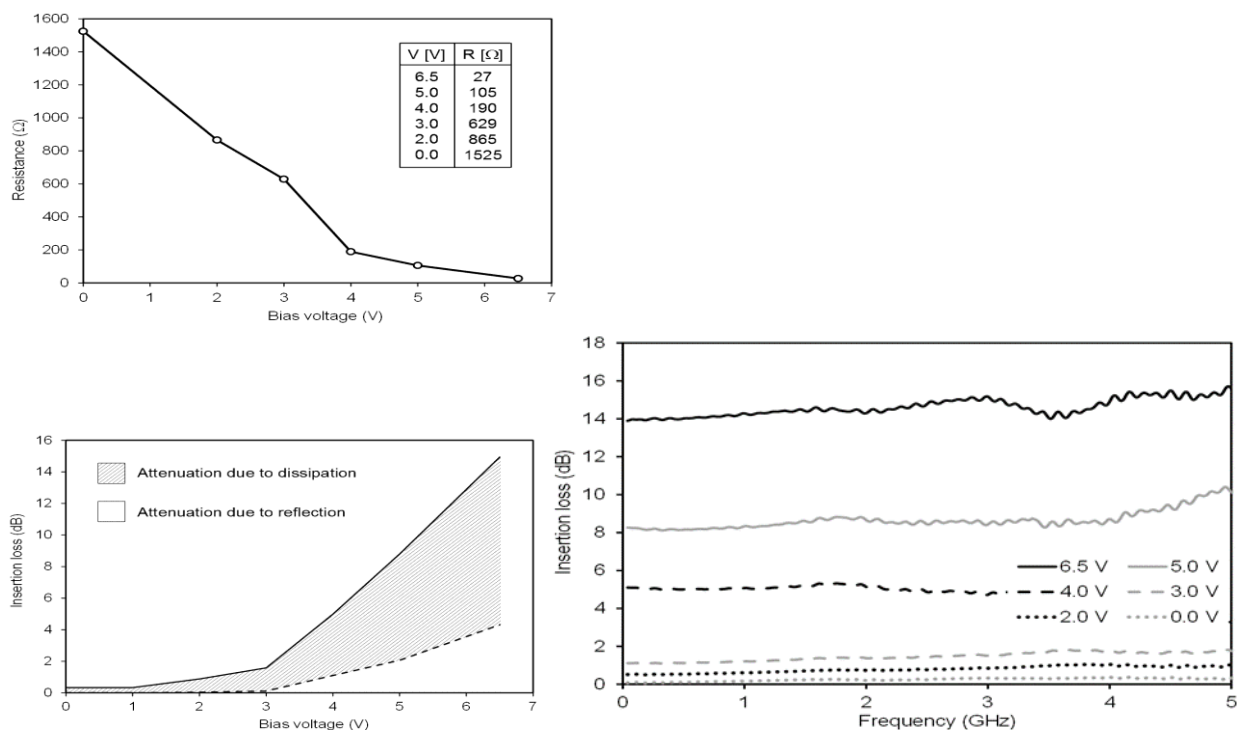 1600
1400
1200
1000
800
600
400
200
0
Resistance (Ω)
V [V] R [Ω]
6.5 27
5.0 105
4.0 190
3.0 629
2.0 865
0.0 1525
0 1 2 3 4 5 6 7
Bias voltage (V)
16
14
12
10
8
6
4
2
0
Insertion loss (dB)
Attenuation due to dissipation
Attenuation due to reflection
0 1 2 3 4 5 6 7
Bias voltage (V)
18
16
14
12
10
8
6
4
2
0
Insertion loss (dB)
6.5 V 5.0 V
4.0 V 3.0 V
2.0 V 0.0 V
0 1 2 3 4 5
Frequency (GHz)